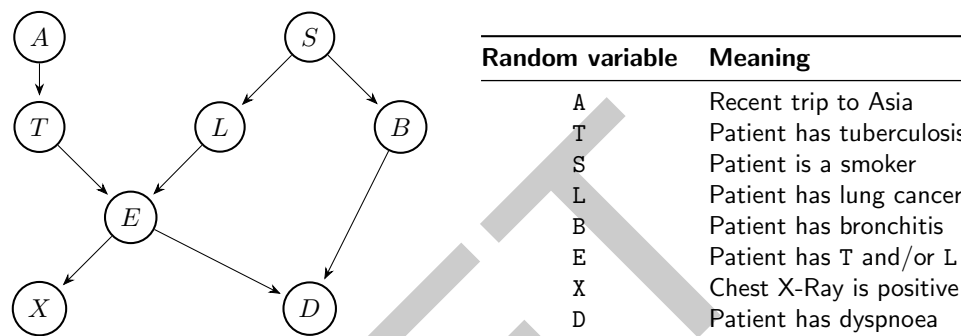 A
S
T
L
B
E
X
D
Random variable Meaning
A Recent trip to Asia
T Patient has tuberculosis
S Patient is a smoker
L Patient has lung cancer
B Patient has bronchitis
E Patient has T and/or L
X Chest X-Ray is positive
D Patient has dyspnoea